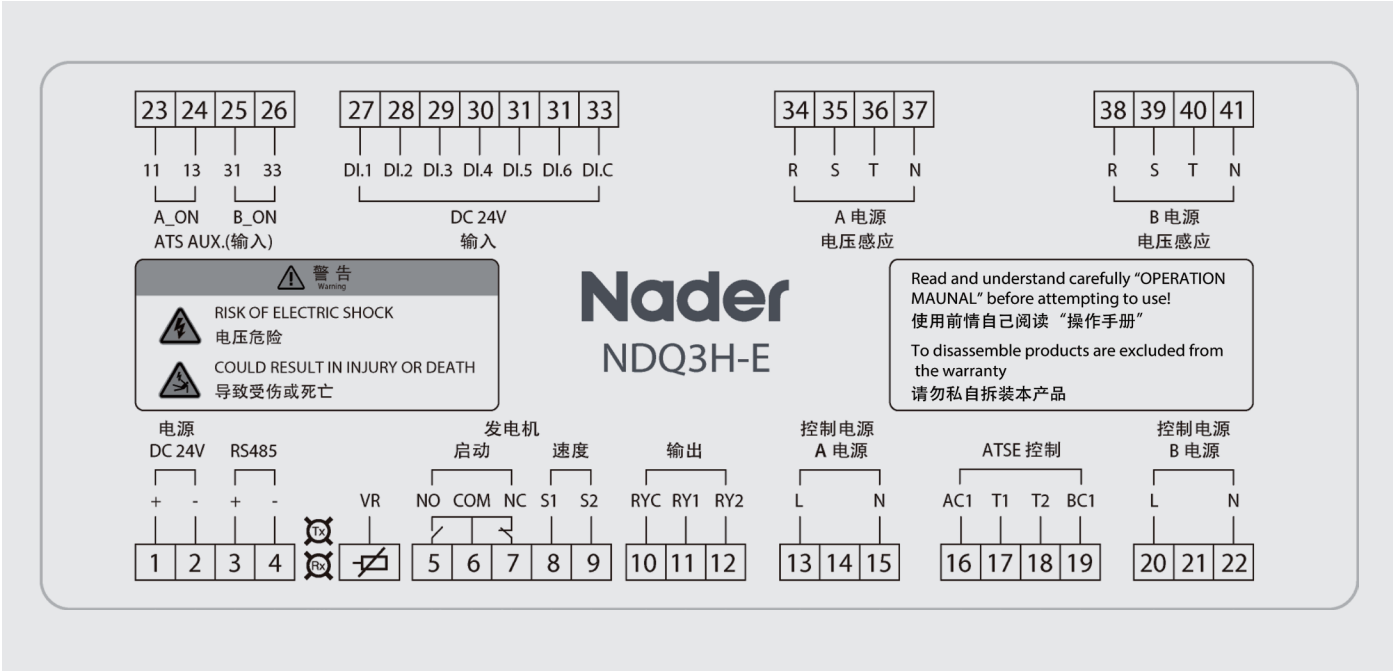 23 24 25 26 27 28 29 30 31 31 33 34 35 36 37 38 39 40 41
11 13 31 33 DI.1 DI.2 DI.3 DI.4 DI.5 DI.6 DI.C R S T N R S T N
A_ON B_ON DC 24V A 电源 B 电源
ATS AUX.(输入) 输入 电压感应 电压感应
警告
Warning
RISK OF ELECTRIC SHOCK
电压危险
COULD RESULT IN INJURY OR DEATH
导致受伤或死亡
Nader
NDQ3H-E
Read and understand carefully “OPERATION
MAUNAL” before attempting to use!
使用前情自己阅读“操作手册”
To disassemble products are excluded from
the warranty
请勿私自拆装本产品
电源 发电机 控制电源 控制电源
DC 24V RS485 启动 速度 输出 A 电源 ATSE 控制 B 电源
+ - + - VR NO COM NC S1 S2 RYC RY1 RY2 L N AC1 T1 T2 BC1 L N
Tx
Rx
1 2 3 4 5 6 7 8 9 10 11 12 13 14 15 16 17 18 19 20 21 22